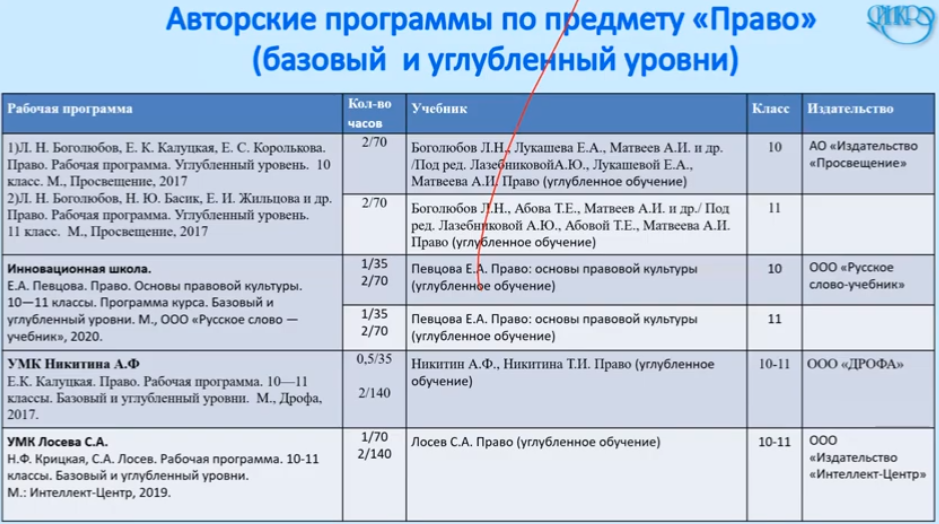 Авторские программы по предмету «Право»
(базовый и углубленный уровни)
Рабочая программа
Кол-во
часов
Учебник
Класс
Издательство
1)Л. Н. Боголюбов, Е. К. Калуцкая, Е. С. Королькова.
Право. Рабочая программа. Углубленный уровень. 10
класс. М., Просвещение, 2017
2)Л. Н. Боголюбов, Н. Ю. Басик, Е. И. Жильцова и др.
Право. Рабочая программа. Углубленный уровень.
11 класс. М., Просвещение, 2017
2/70
Боголюбов Л.Н., Лукашева Е.А., Матвеев А.И. и др.
/Под ред. ЛазебниковойА.Ю., Лукашевой Е.А.,
Матвеева А.И. Право (углубленное обучение)
10
АО «Издательство
«Просвещение»
2/70
Боголюбов Л.Н., Абова Т.Е., Матвеев А.И. и др./ Под
ред. Лазебниковой А.Ю., Абовой Т.Е., Матвеева А.И.
Право (углубленное обучение)
11
Инновационная школа.
Е.А. Певцова. Право. Основы правовой культуры.
10—11 классы. Программа курса. Базовый и
углубленный уровни. М., ООО «Русское слово —
учебник», 2020.
1/35
2/70
Певцова Е.А. Право: основы правовой культуры
(углубленное обучение)
10
ООО «Русское
слово-учебник»
1/35
2/70
Певцова Е.А. Право: основы правовой культуры
(углубленное обучение)
11
УМК Никитина А.Ф
Е.К. Калуцкая. Право. Рабочая программа. 10—11
классы. Базовый и углубленный уровни. М., Дрофа,
2017.
0,5/35
2/140
Никитин А.Ф., Никитина Т.И. Право (углубленное
обучение)
10-11
ООО «ДРОФА»
УМК Лосева С.А.
Н.Ф. Крицкая, С.А. Лосев. Рабочая программа. 10-11
классы. Базовый и углубленный уровни.
М.: Интеллект-Центр, 2019.
1/70
2/140
Лосев С.А. Право (углубленное обучение)
10-11
ООО
«Издательство
«Интеллект-Центр»